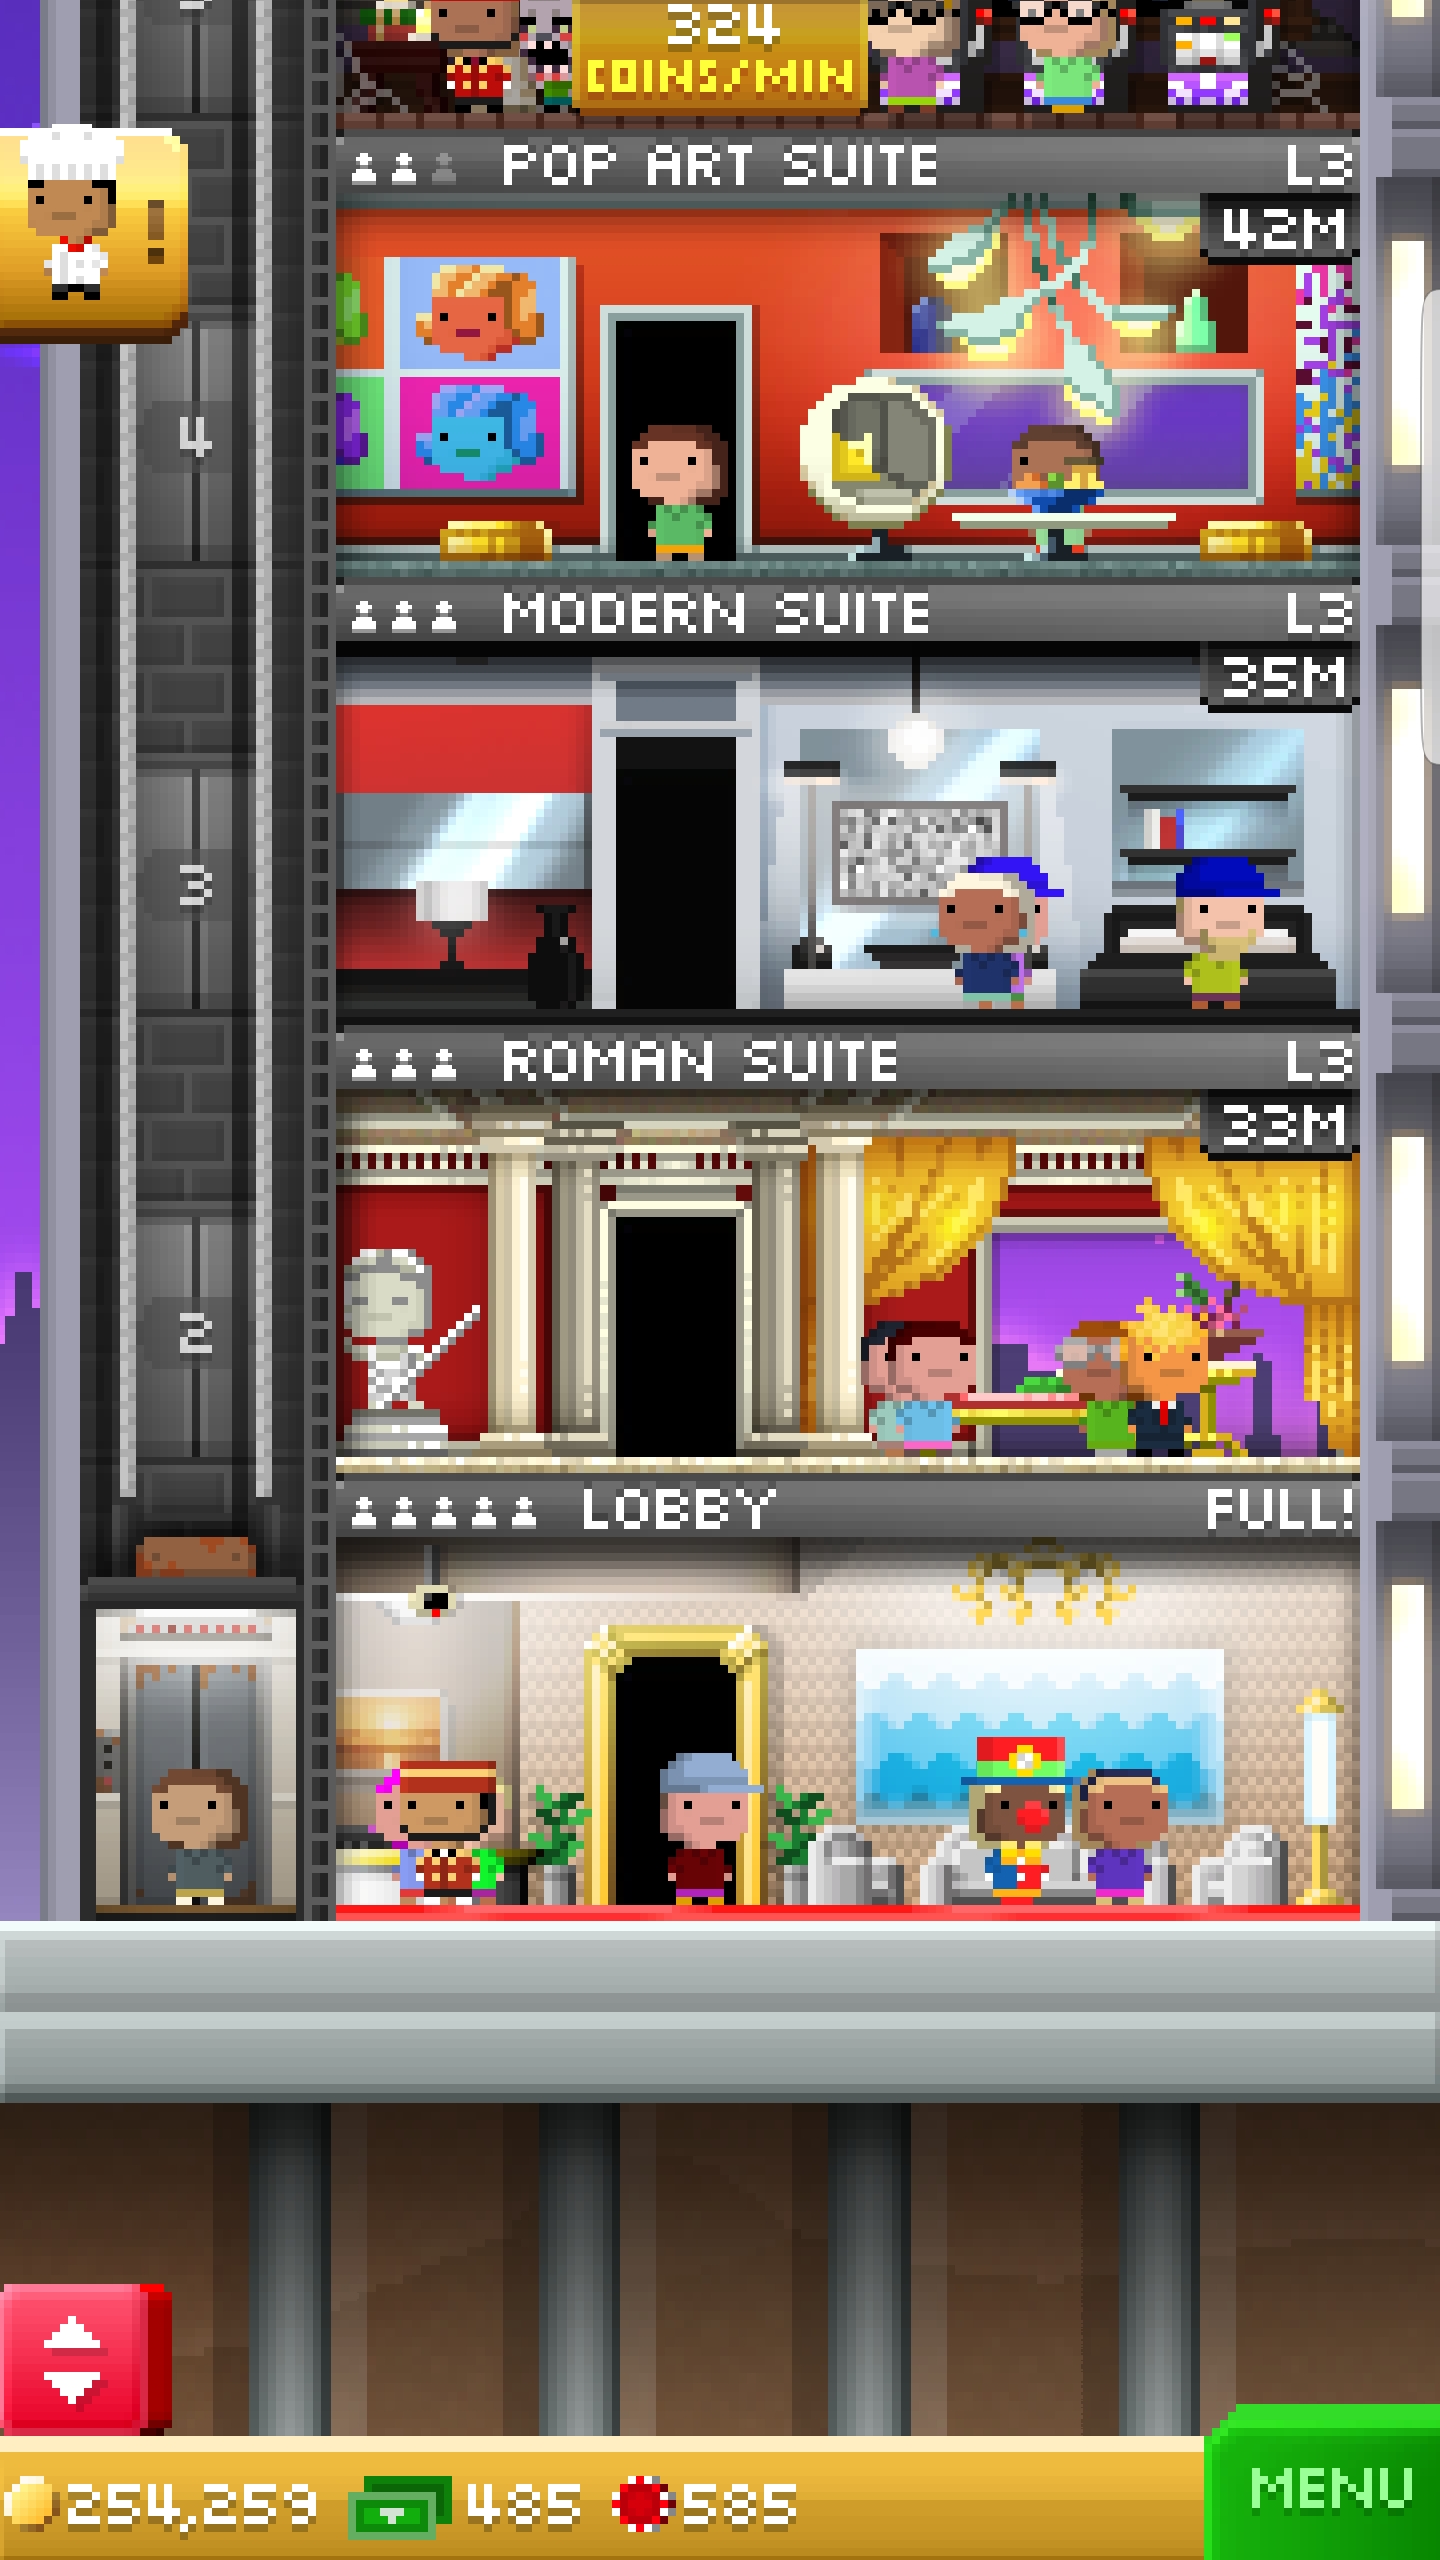 324
COINS/MIN
!
POP ART SUITE L3
42M
4
MODERN SUITE L3
35M
3
ROMAN SUITE L3
33M
2
LOBBY FULL!
254,259 485 585
MENU